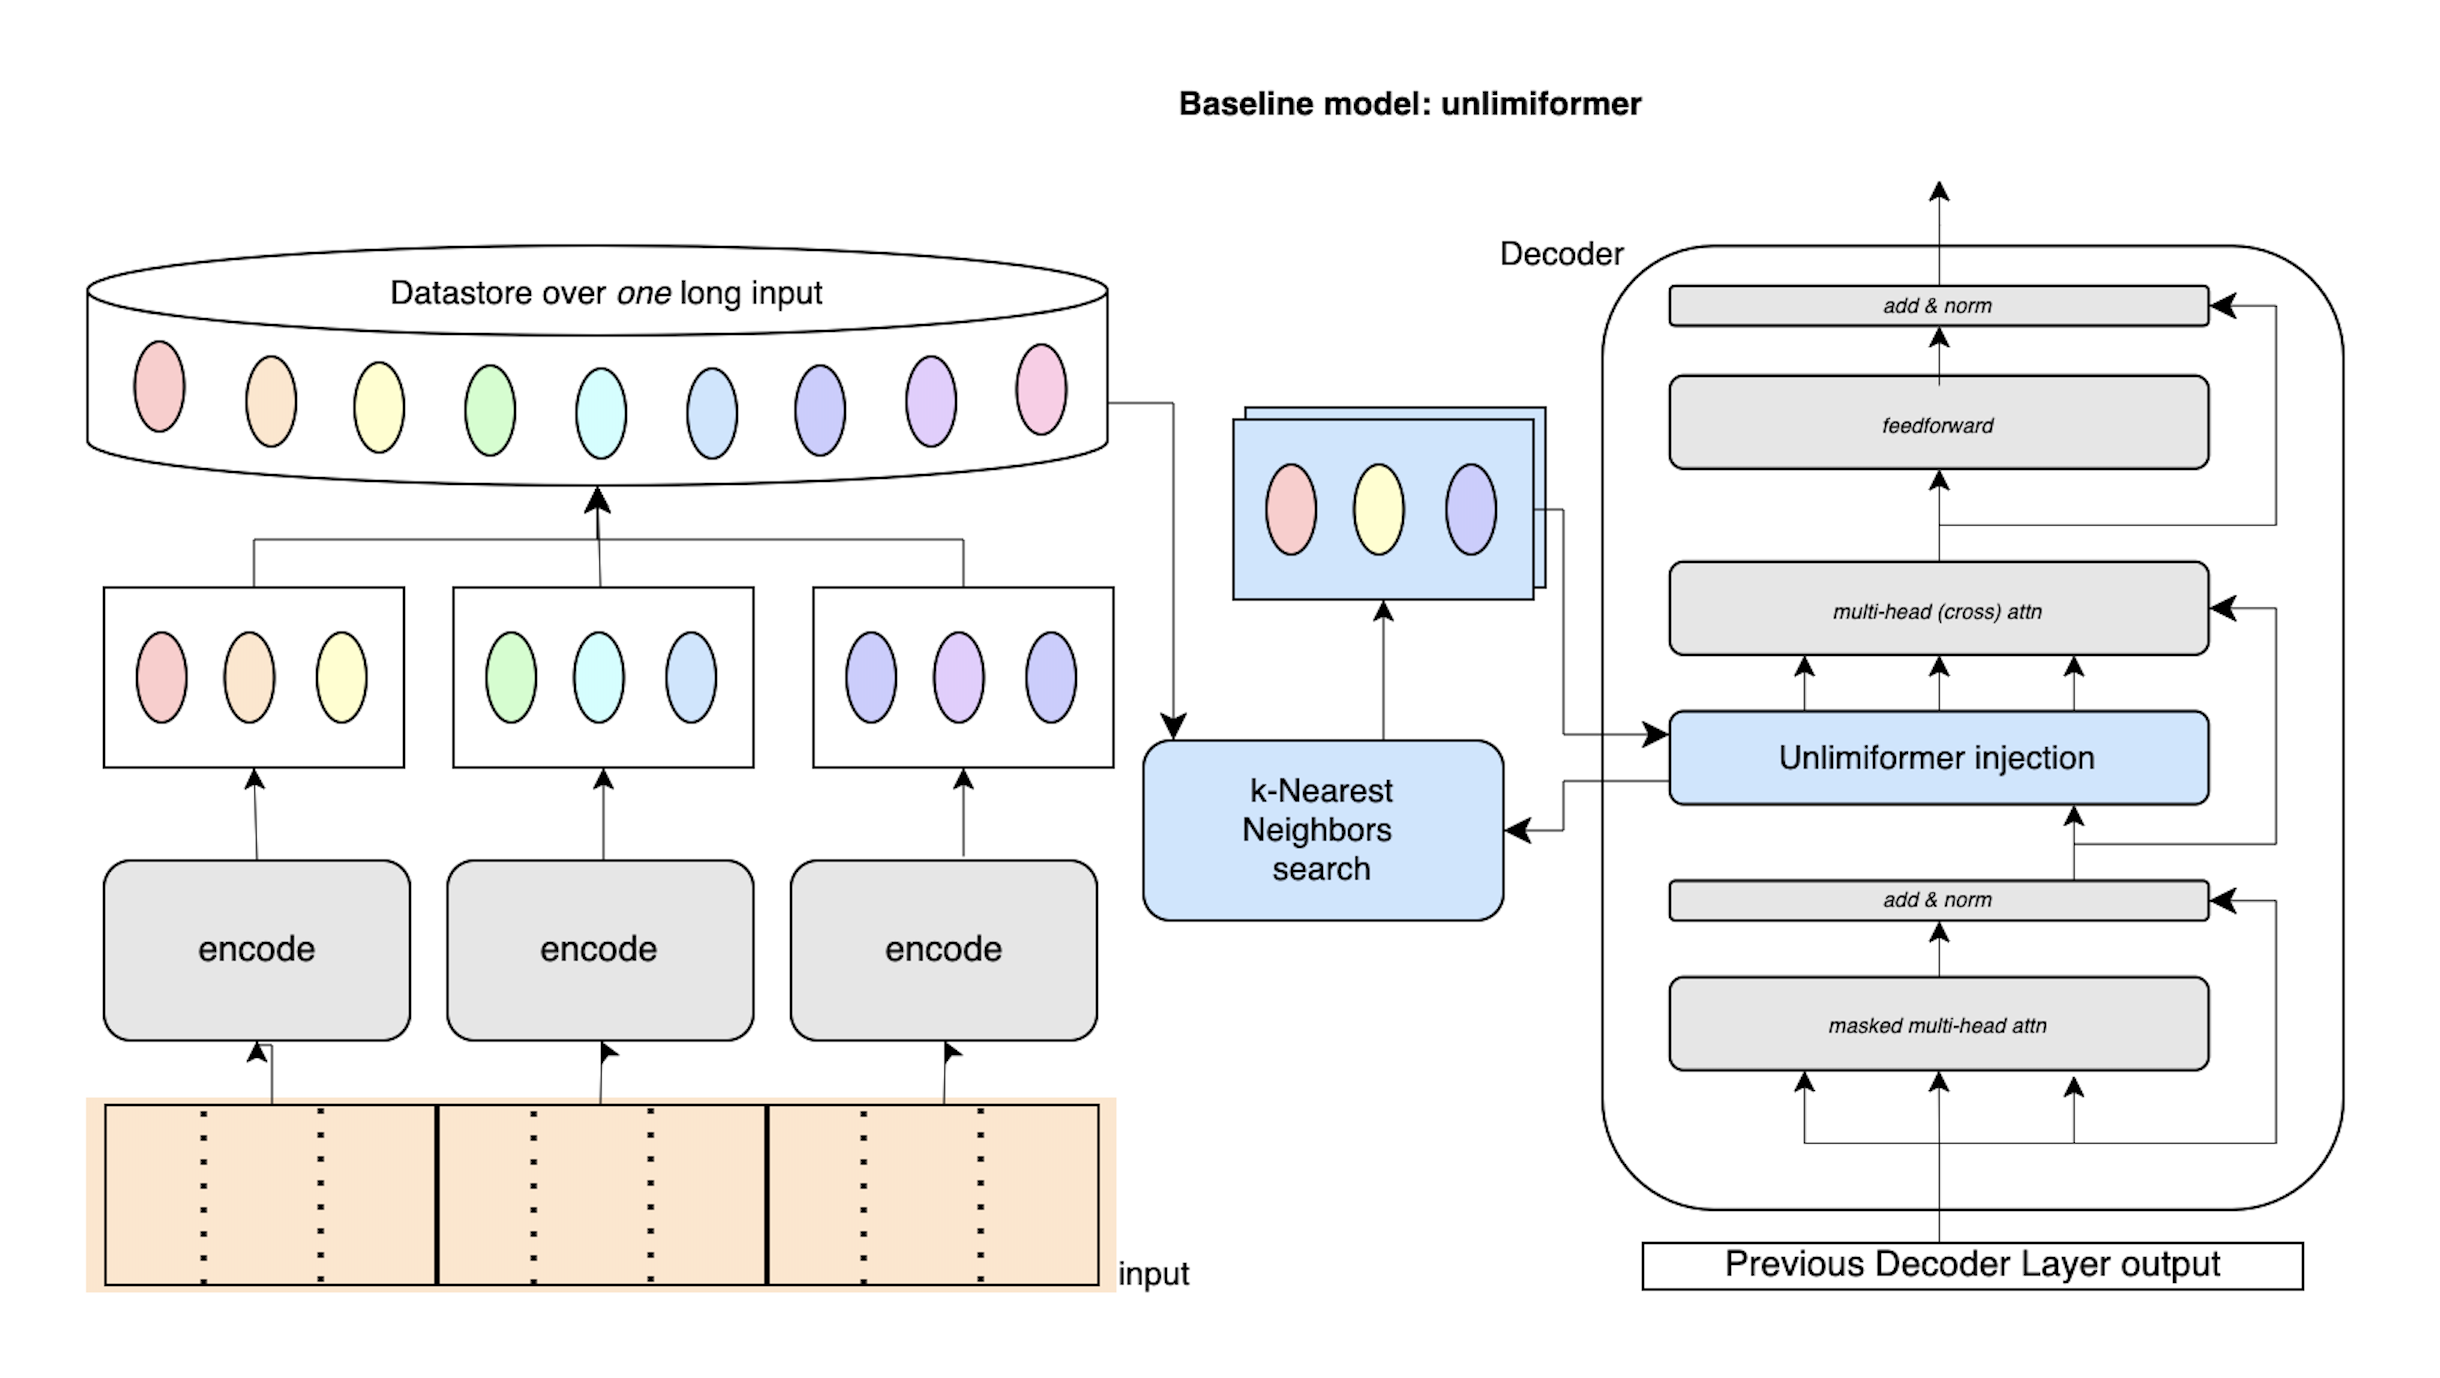 Baseline model: unlimiformer
Datastore over one long input
encode
encode
encode
input
k-Nearest
Neighbors
search
Decoder
add & norm
feedforward
multi-head (cross) attn
Unlimiformer injection
add & norm
masked multi-head attn
Previous Decoder Layer output